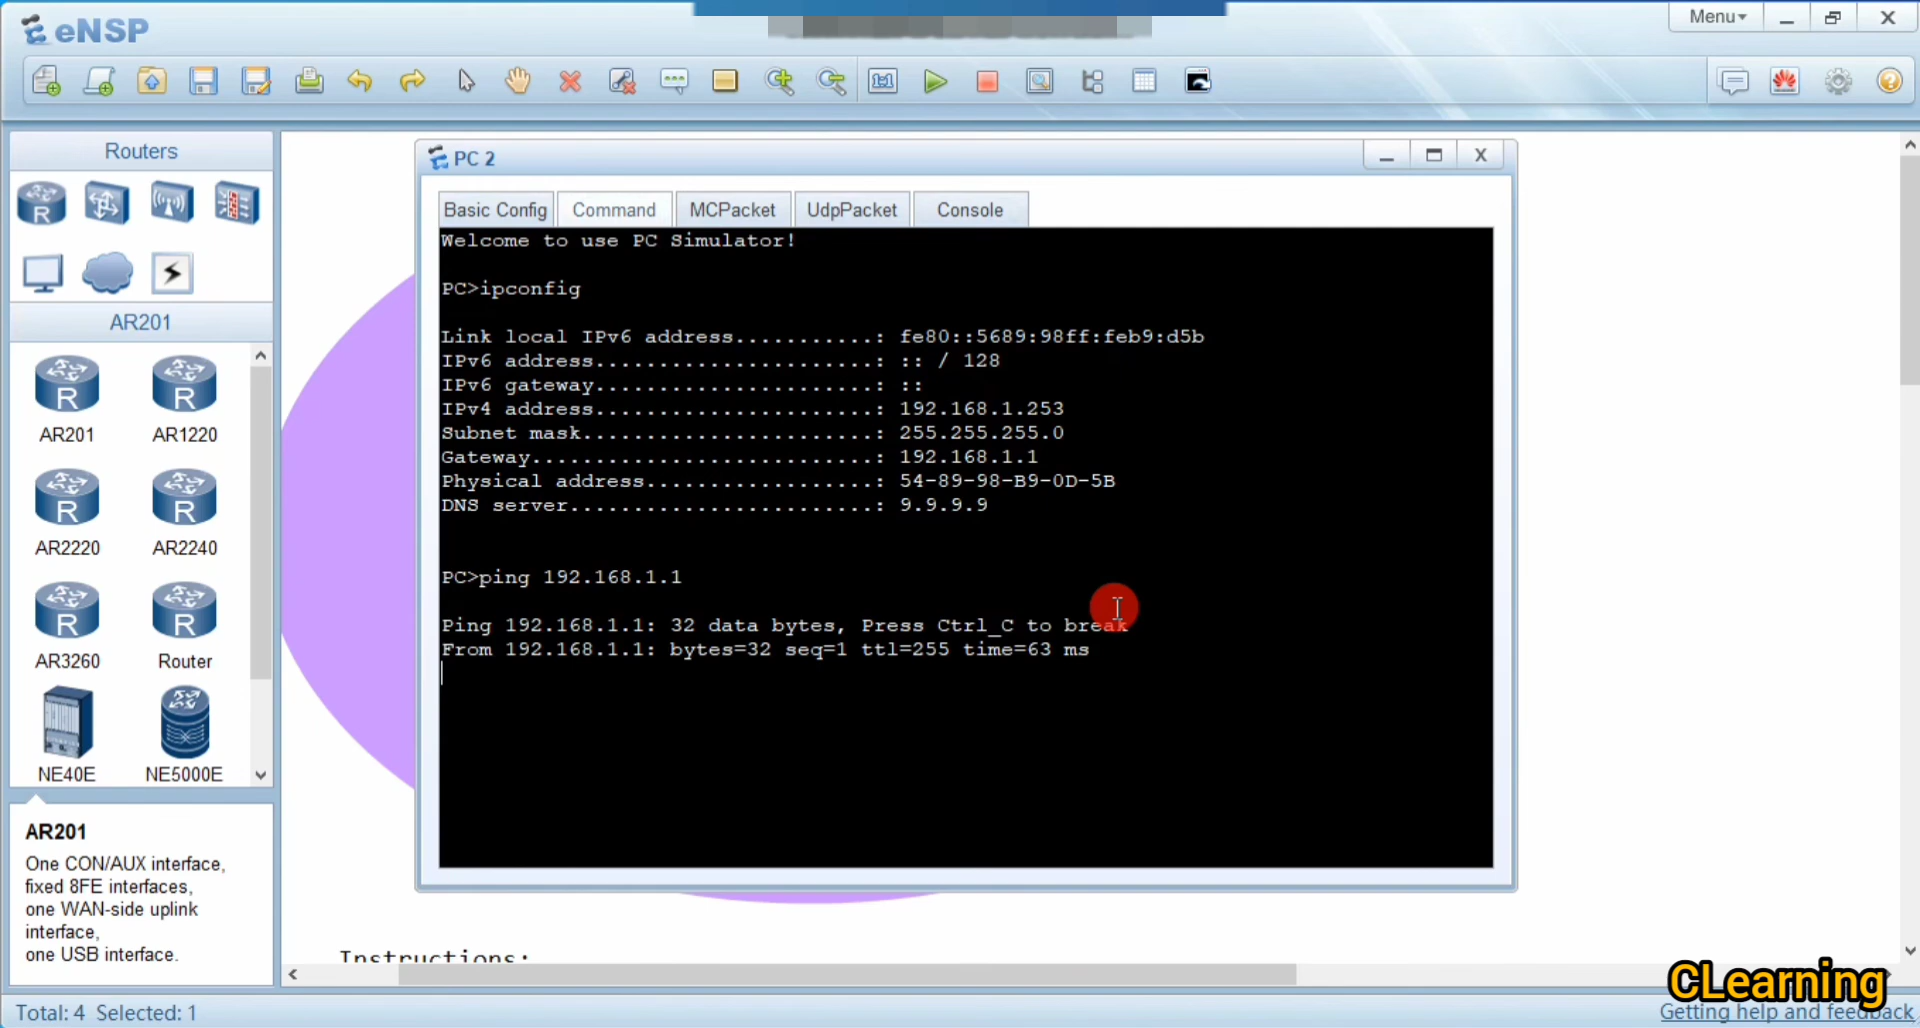 eNSP
Menu
Routers
AR201
AR201
AR1220
AR2220
AR2240
AR3260
Router
NE40E
NE5000E
AR201
One CON/AUX interface,
fixed 8FE interfaces,
one WAN-side uplink
interface,
one USB interface.
PC 2
Basic Config
Command
MCPacket
UdpPacket
Console
Welcome to use PC Simulator!
PC>ipconfig
Link local IPv6 address...........: fe80::5689:98ff:feb9:d5b
IPv6 address......................: :: / 128
IPv6 gateway......................: ::
IPv4 address......................: 192.168.1.253
Subnet mask.......................: 255.255.255.0
Gateway...........................: 192.168.1.1
Physical address..................: 54-89-98-B9-0D-5B
DNS server........................: 9.9.9.9
PC>ping 192.168.1.1
Ping 192.168.1.1: 32 data bytes, Press Ctrl_C to break
From 192.168.1.1: bytes=32 seq=1 ttl=255 time=63 ms
Instructions:
CLearning
Total: 4 Selected: 1
Getting help and feedback